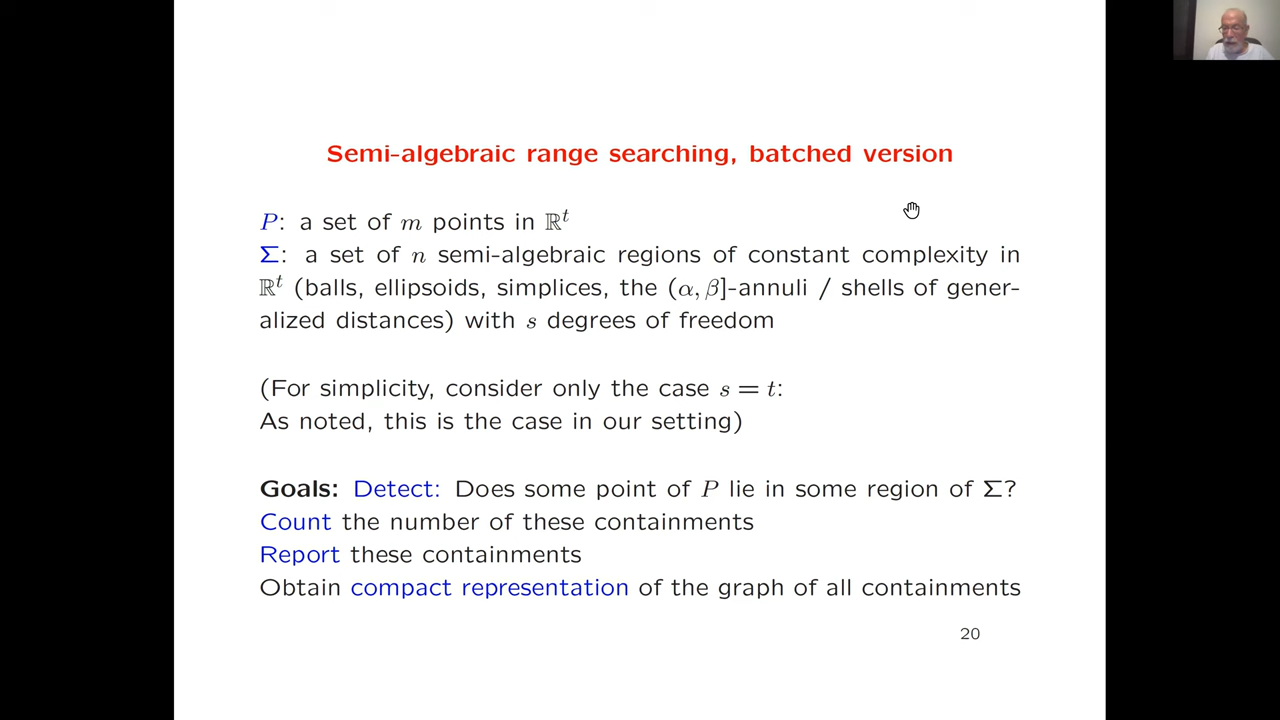 Semi-algebraic range searching, batched version
P: a set of m points in ℝᵗ
Σ: a set of n semi-algebraic regions of constant complexity in
ℝᵗ (balls, ellipsoids, simplices, the (α, β]-annuli / shells of gener-
alized distances) with s degrees of freedom
(For simplicity, consider only the case s = t:
As noted, this is the case in our setting)
Goals: Detect: Does some point of P lie in some region of Σ?
Count the number of these containments
Report these containments
Obtain compact representation of the graph of all containments
20